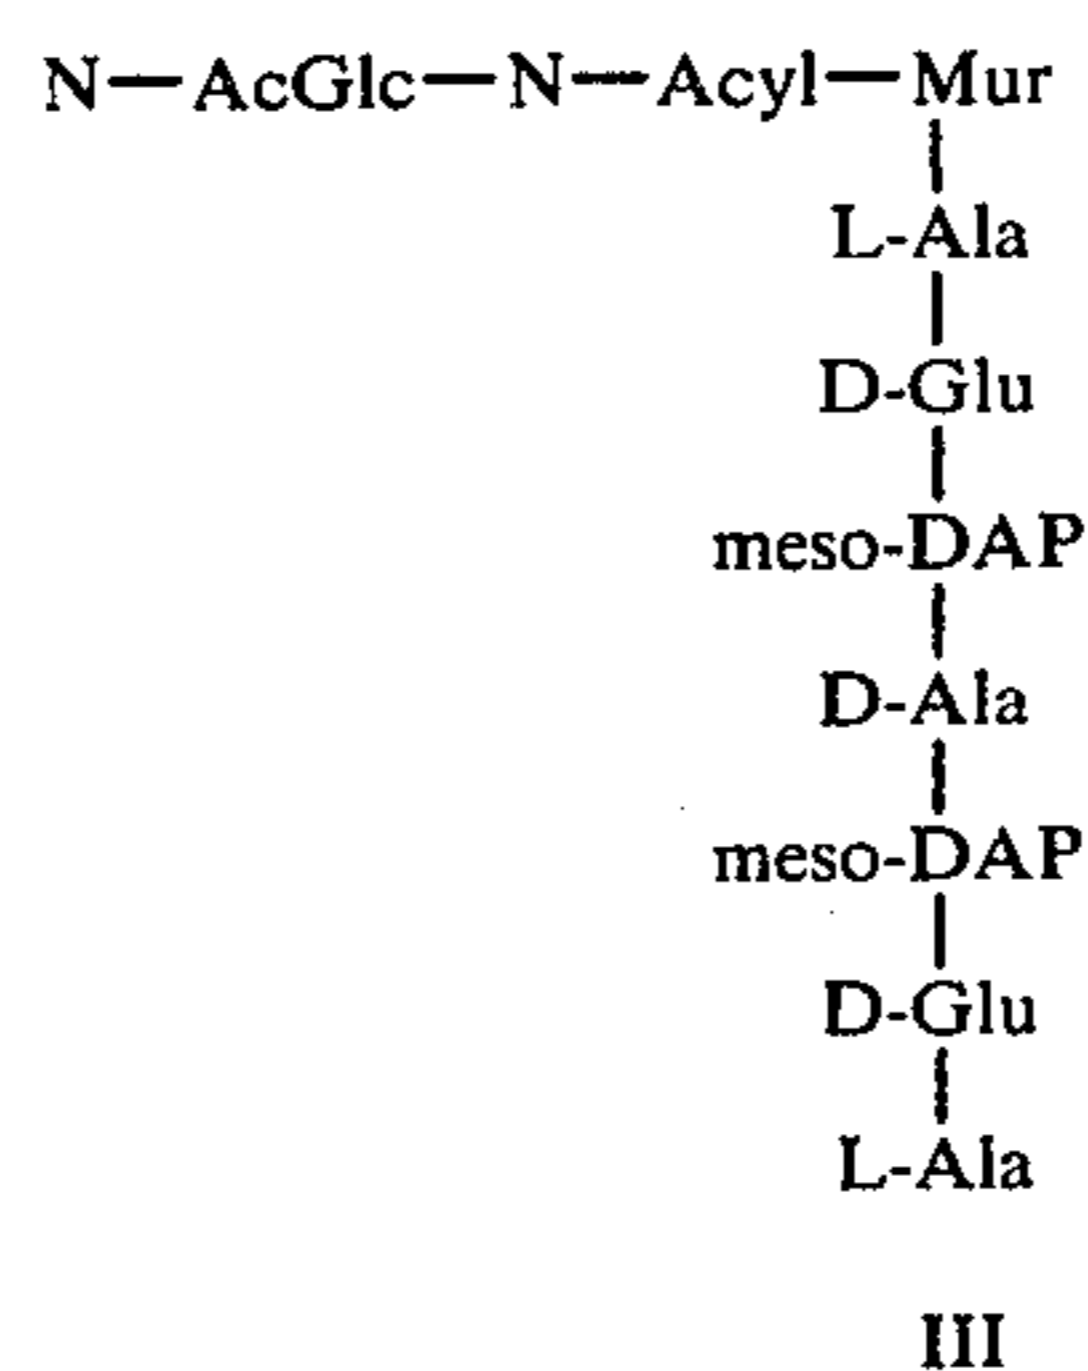 N—AcGlc—N—Acyl—Mur
L-Ala
D-Glu
meso-DAP
D-Ala
meso-DAP
D-Glu
L-Ala
III